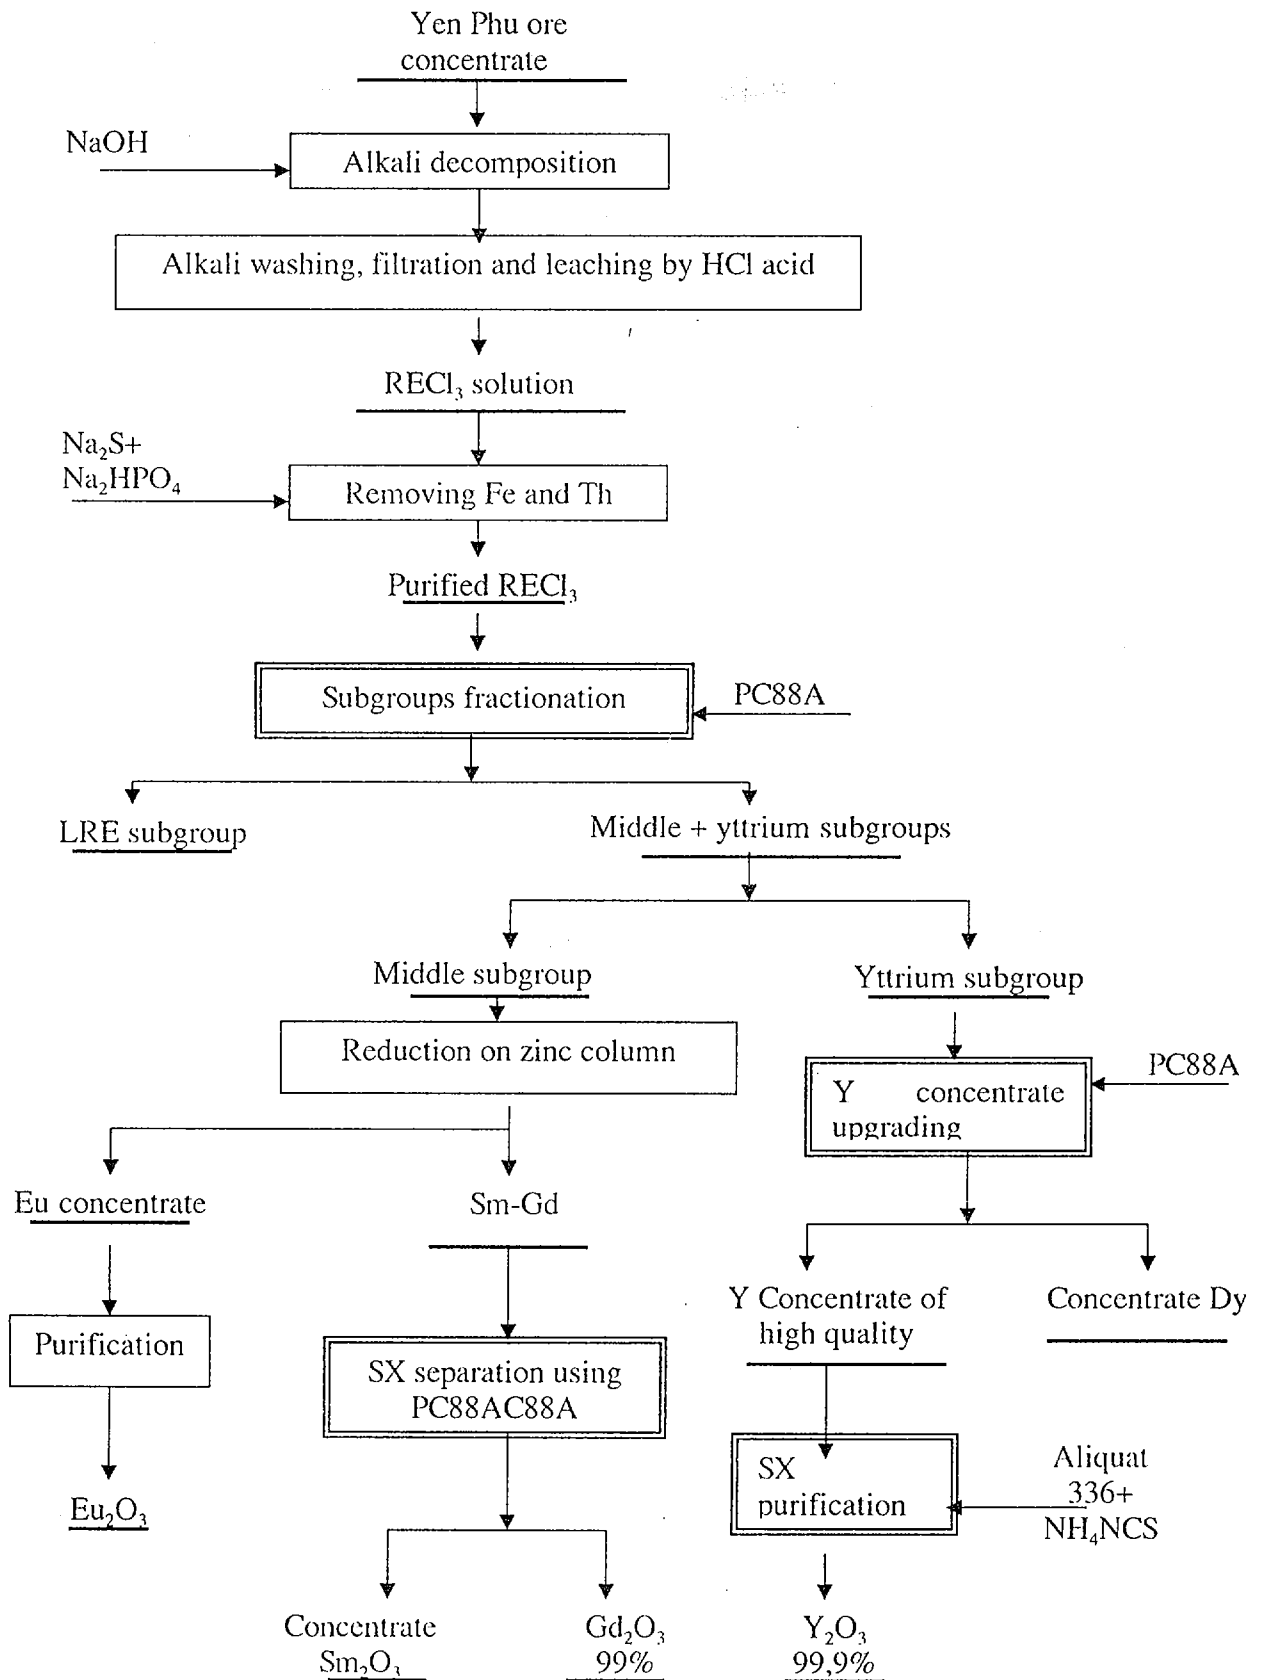 Yen Phu ore
concentrate
NaOH
Alkali decomposition
Alkali washing, filtration and leaching by HCl acid
RECl₃ solution
Na₂S+
Na₂HPO₄
Removing Fe and Th
Purified RECl₃
Subgroups fractionation
PC88A
LRE subgroup
Middle + yttrium subgroups
Middle subgroup
Yttrium subgroup
Reduction on zinc column
PC88A
Y concentrate
upgrading
Eu concentrate
Sm-Gd
Y Concentrate of
high quality
Concentrate Dy
Purification
SX separation using
PC88AC88A
SX
purification
Aliquat
336+
NH₄NCS
Eu₂O₃
Concentrate
Sm₂O₃
Gd₂O₃
99%
Y₂O₃
99,9%